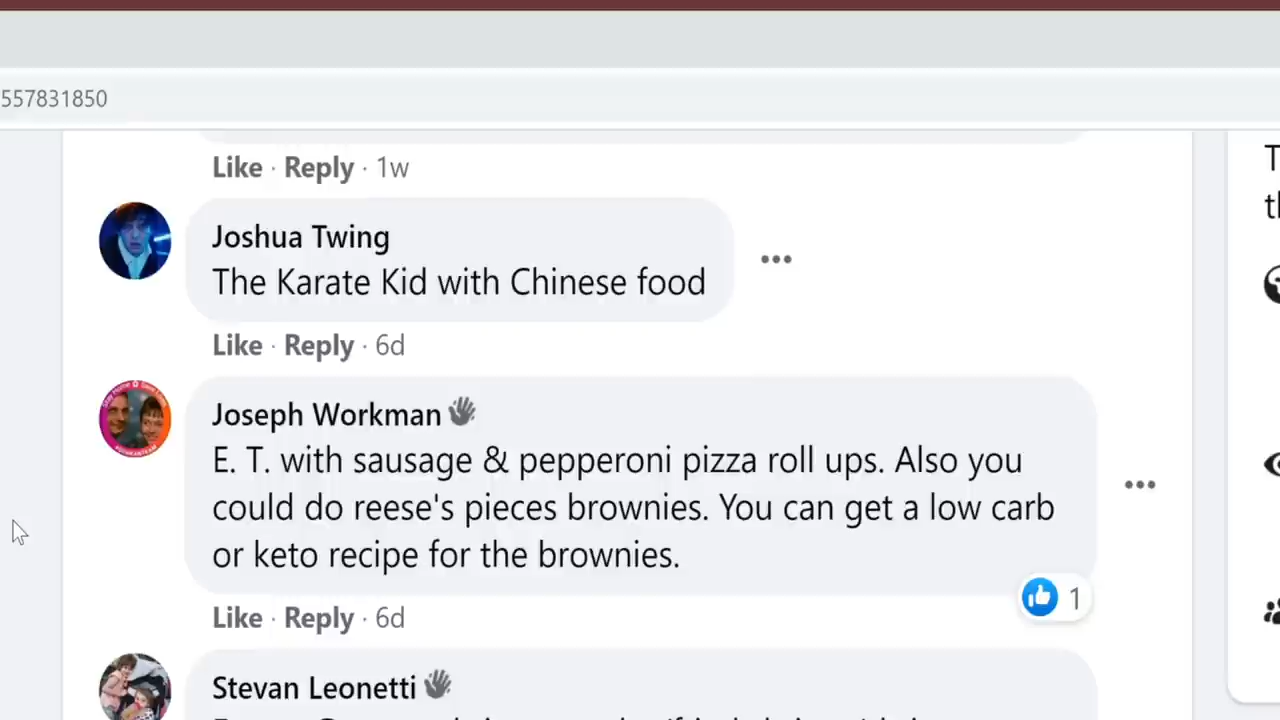 557831850
Like · Reply · 1w
Joshua Twing
The Karate Kid with Chinese food
Like · Reply · 6d
Joseph Workman
E. T. with sausage & pepperoni pizza roll ups. Also you
could do reese's pieces brownies. You can get a low carb
or keto recipe for the brownies.
1
Like · Reply · 6d
Stevan Leonetti